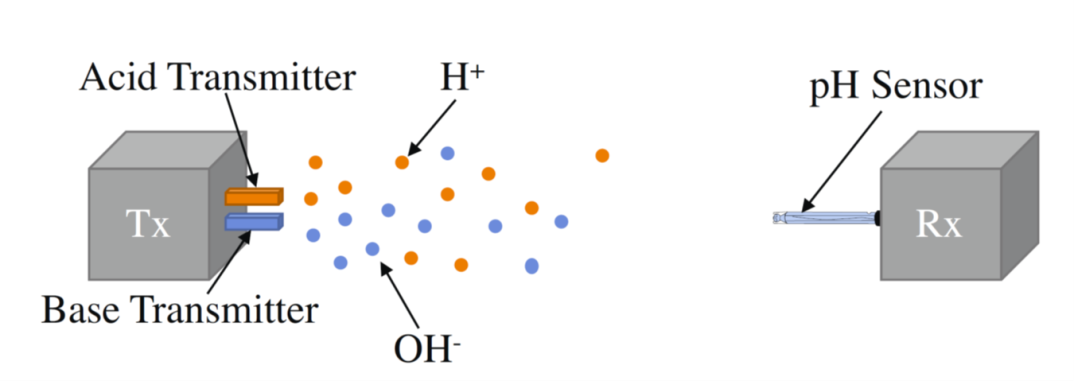 Acid Transmitter
H⁺
pH Sensor
Tx
Rx
Base Transmitter
OH⁻